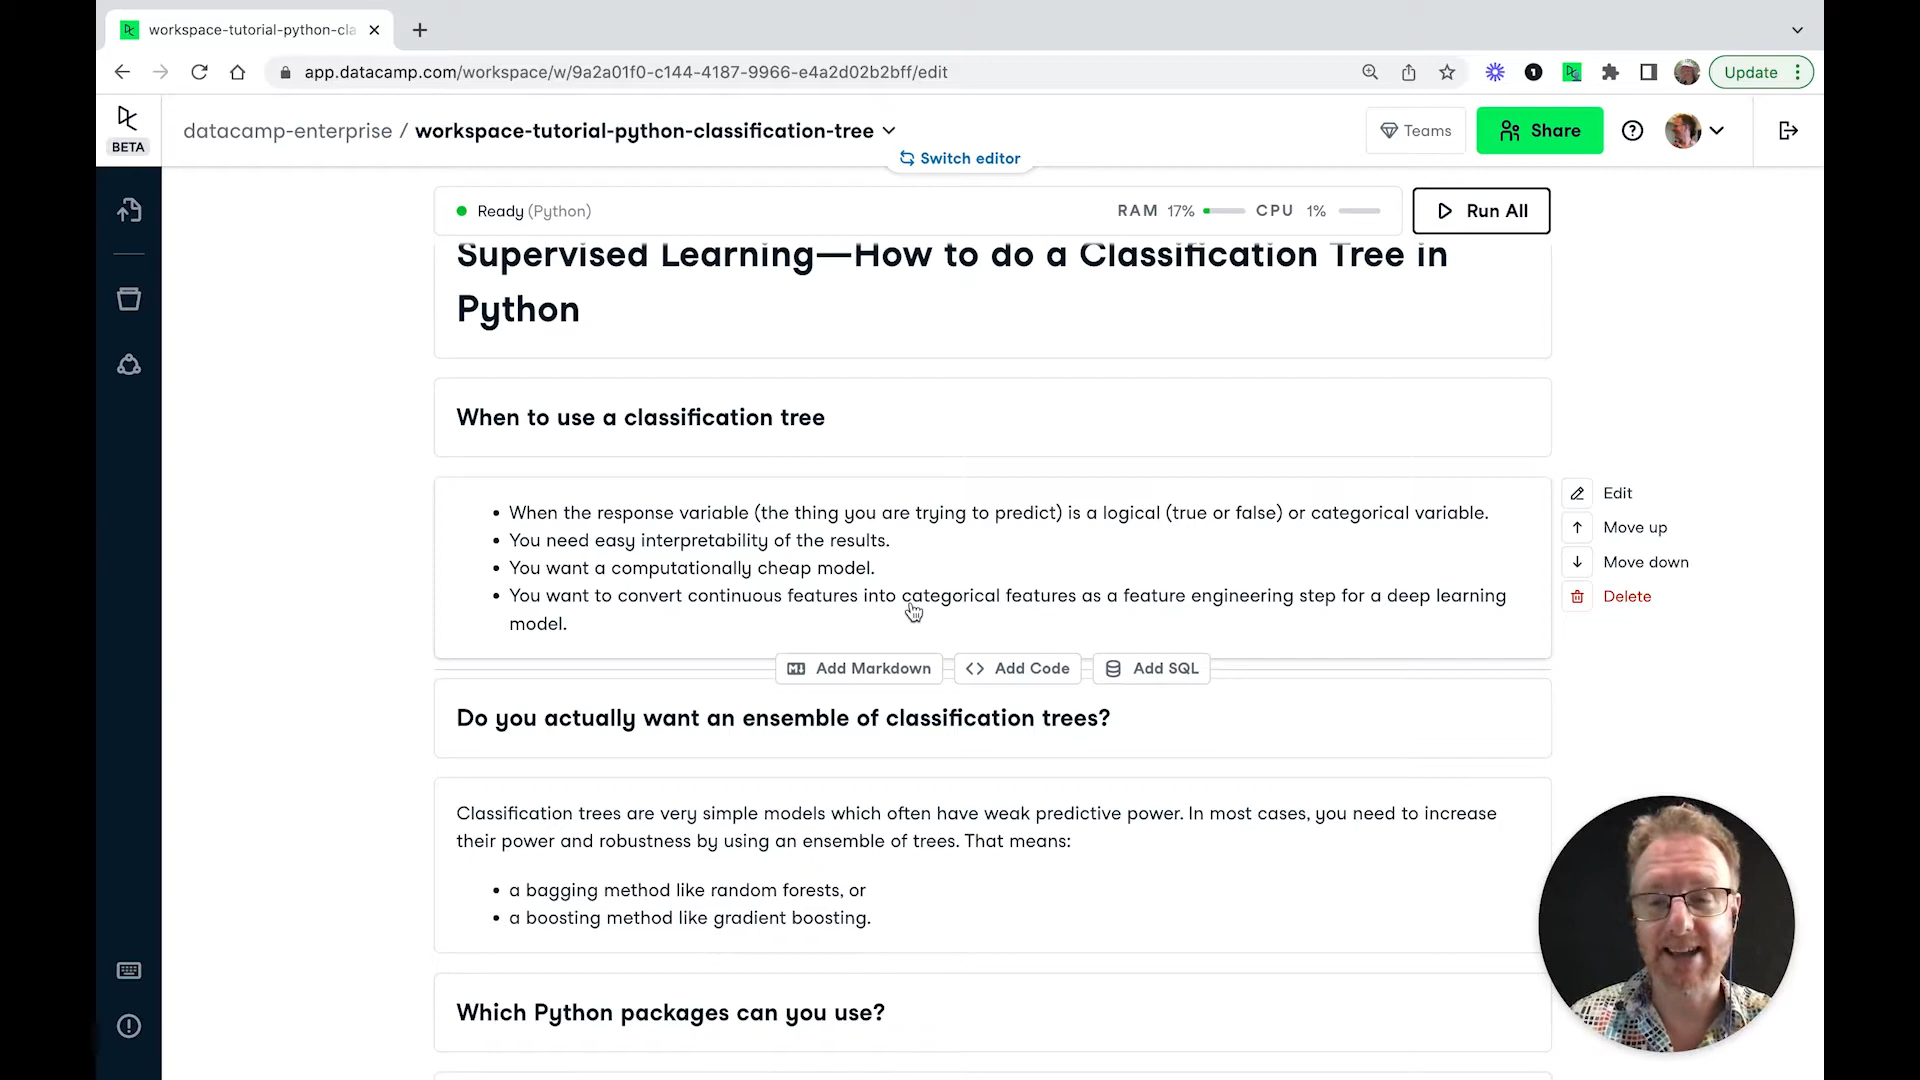 workspace-tutorial-python-cla
app.datacamp.com/workspace/w/9a2a01f0-c144-4187-9966-e4a2d02b2bff/edit
Update
BETA
datacamp-enterprise / workspace-tutorial-python-classification-tree
Teams
Share
Switch editor
Ready (Python)
RAM 17% CPU 1%
Run All
Supervised Learning—How to do a Classification Tree in
Python
When to use a classification tree
• When the response variable (the thing you are trying to predict) is a logical (true or false) or categorical variable.
• You need easy interpretability of the results.
• You want a computationally cheap model.
• You want to convert continuous features into categorical features as a feature engineering step for a deep learning
model.
Edit
Move up
Move down
Delete
Add Markdown
Add Code
Add SQL
Do you actually want an ensemble of classification trees?
Classification trees are very simple models which often have weak predictive power. In most cases, you need to increase
their power and robustness by using an ensemble of trees. That means:
• a bagging method like random forests, or
• a boosting method like gradient boosting.
Which Python packages can you use?